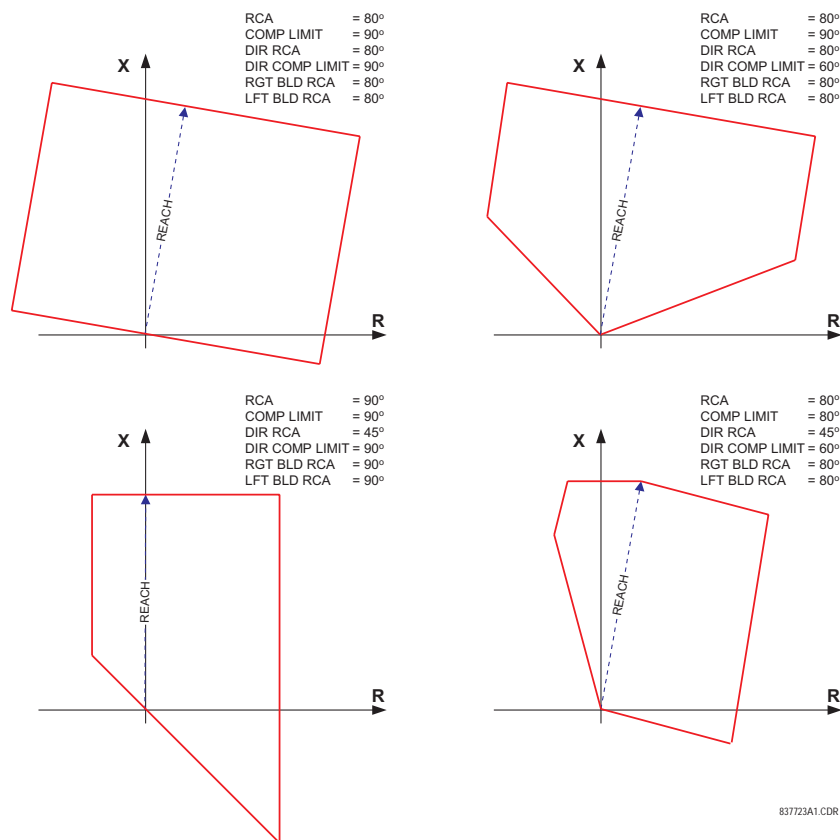 RCA = 80º
COMP LIMIT = 90º
DIR RCA = 80º
DIR COMP LIMIT = 90º
RGT BLD RCA = 80º
LFT BLD RCA = 80º
X
REACH
R
RCA = 80º
COMP LIMIT = 90º
DIR RCA = 80º
DIR COMP LIMIT = 60º
RGT BLD RCA = 80º
LFT BLD RCA = 80º
X
REACH
R
RCA = 90º
COMP LIMIT = 90º
DIR RCA = 45º
DIR COMP LIMIT = 90º
RGT BLD RCA = 90º
LFT BLD RCA = 90º
X
REACH
R
RCA = 80º
COMP LIMIT = 80º
DIR RCA = 45º
DIR COMP LIMIT = 60º
RGT BLD RCA = 80º
LFT BLD RCA = 80º
X
REACH
R
837723A1.CDR